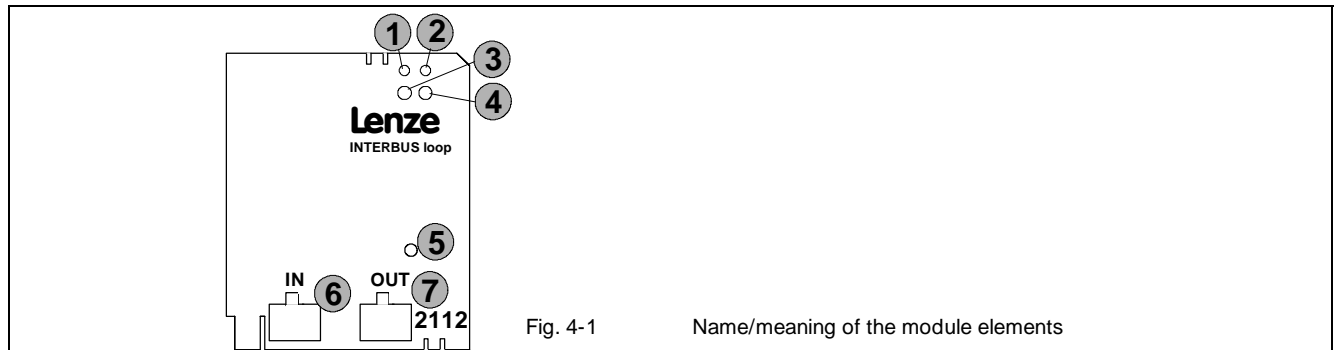 1 2
3
4
Lenze
INTERBUS loop
5
IN 6 OUT 7
2112
Fig. 4-1 Name/meaning of the module elements